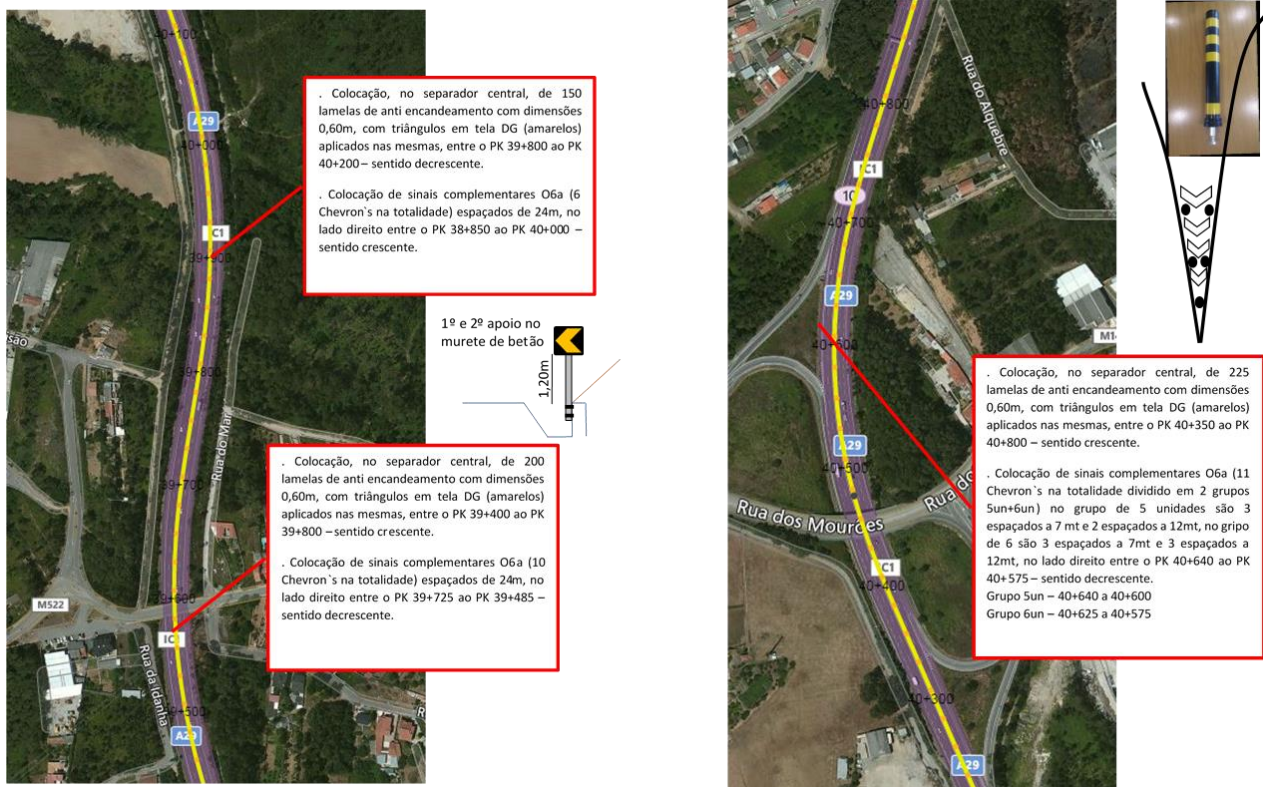 40+100
A29
40+000
IC1
39+900
39+800
Rua do Mar
39+700
M522
39+600
IC1
Rua da Idanha
39+500
A29
. Colocação, no separador central, de 150
lamelas de anti encandeamento com dimensões
0,60m, com triângulos em tela DG (amarelos)
aplicados nas mesmas, entre o PK 39+800 ao PK
40+200 – sentido decrescente.
. Colocação de sinais complementares O6a (6
Chevron`s na totalidade) espaçados de 24m, no
lado direito entre o PK 38+850 ao PK 40+000 –
sentido crescente.
1º e 2º apoio no
murete de betão
1,20m
. Colocação, no separador central, de 200
lamelas de anti encandeamento com dimensões
0,60m, com triângulos em tela DG (amarelos)
aplicados nas mesmas, entre o PK 39+400 ao PK
39+800 – sentido crescente.
. Colocação de sinais complementares O6a (10
Chevron`s na totalidade) espaçados de 24m, no
lado direito entre o PK 39+725 ao PK 39+485 –
sentido decrescente.
Rua do Alquebre
40+800
IC1
10
40+700
A29
40+600
A29
40+500
Rua dos Mourões
Rua do
IC1
40+400
40+300
A29
. Colocação, no separador central, de 225
lamelas de anti encandeamento com dimensões
0,60m, com triângulos em tela DG (amarelos)
aplicados nas mesmas, entre o PK 40+350 ao PK
40+800 – sentido crescente.
. Colocação de sinais complementares O6a (11
Chevron`s na totalidade dividido em 2 grupos
5un+6un) no grupo de 5 unidades são 3
espaçados a 7 mt e 2 espaçados a 12mt, no gripo
de 6 são 3 espaçados a 7mt e 3 espaçados a
12mt, no lado direito entre o PK 40+640 ao PK
40+575 – sentido decrescente.
Grupo 5un – 40+640 a 40+600
Grupo 6un – 40+625 a 40+575